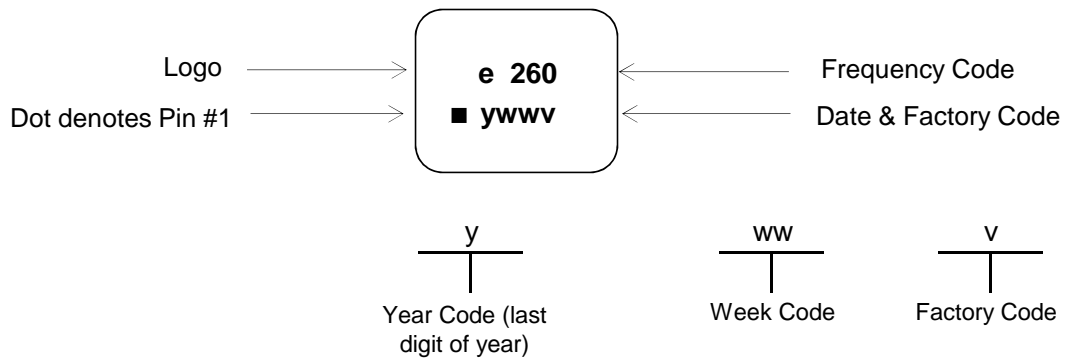 Logo
e 260
Frequency Code
Dot denotes Pin #1
■ ywwv
Date & Factory Code
y
ww
v
Year Code (last
digit of year)
Week Code
Factory Code